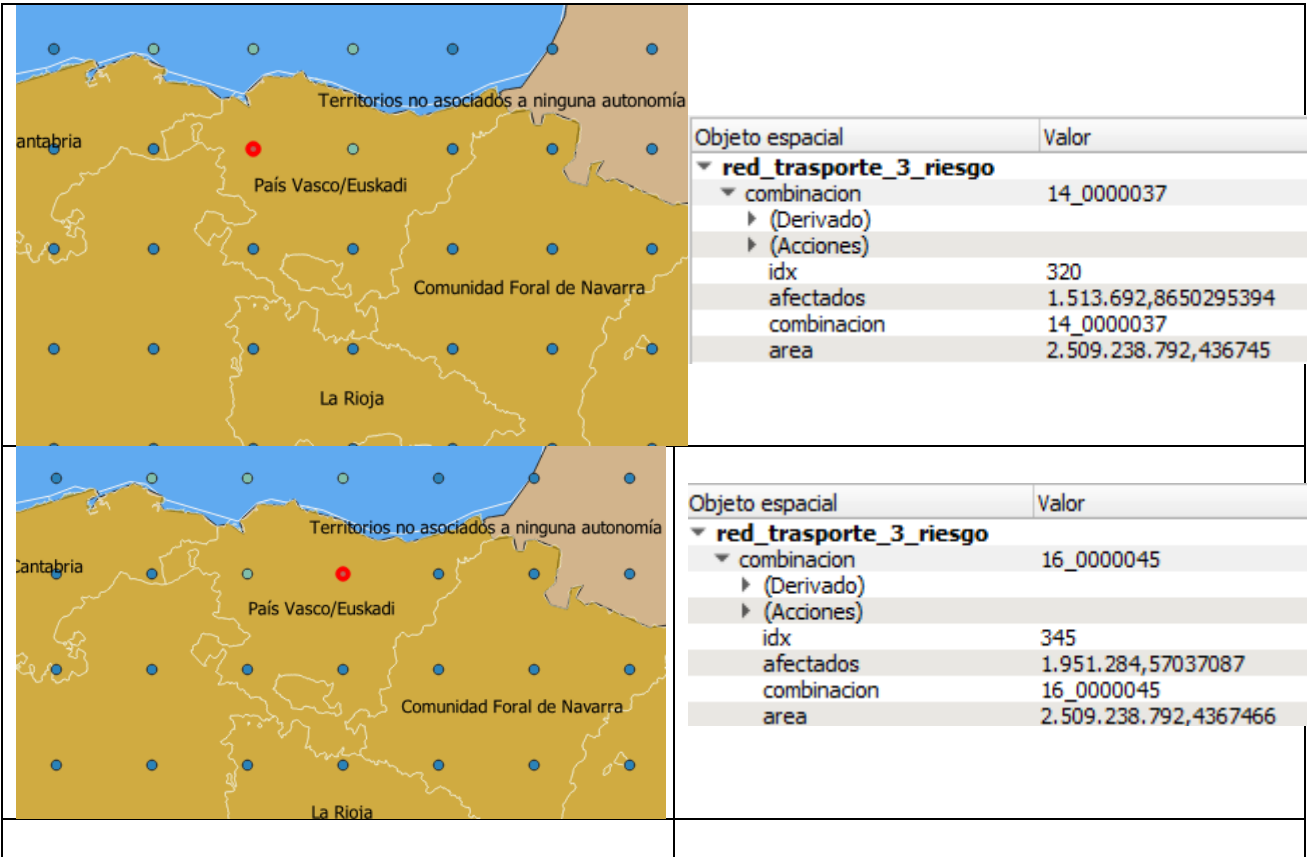 Territorios no asociados a ninguna autonomía
antabria
País Vasco/Euskadi
Comunidad Foral de Navarra
La Rioja
Objeto espacial Valor
red_trasporte_3_riesgo
combinacion 14_0000037
(Derivado)
(Acciones)
idx 320
afectados 1.513.692,8650295394
combinacion 14_0000037
area 2.509.238.792,436745
Territorios no asociados a ninguna autonomía
Cantabria
País Vasco/Euskadi
Comunidad Foral de Navarra
La Rioja
Objeto espacial Valor
red_trasporte_3_riesgo
combinacion 16_0000045
(Derivado)
(Acciones)
idx 345
afectados 1.951.284,57037087
combinacion 16_0000045
area 2.509.238.792,4367466